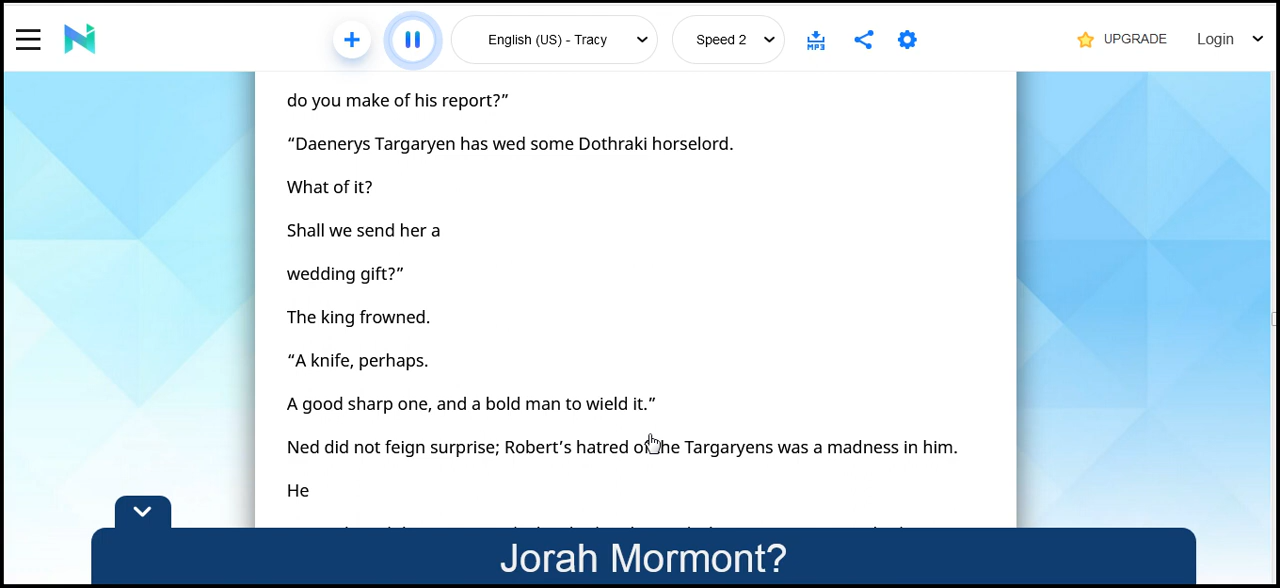 English (US) - Tracy
Speed 2
MP3
UPGRADE
Login
do you make of his report?”
“Daenerys Targaryen has wed some Dothraki horselord.
What of it?
Shall we send her a
wedding gift?”
The king frowned.
“A knife, perhaps.
A good sharp one, and a bold man to wield it.”
Ned did not feign surprise; Robert’s hatred of the Targaryens was a madness in him.
He
Jorah Mormont?